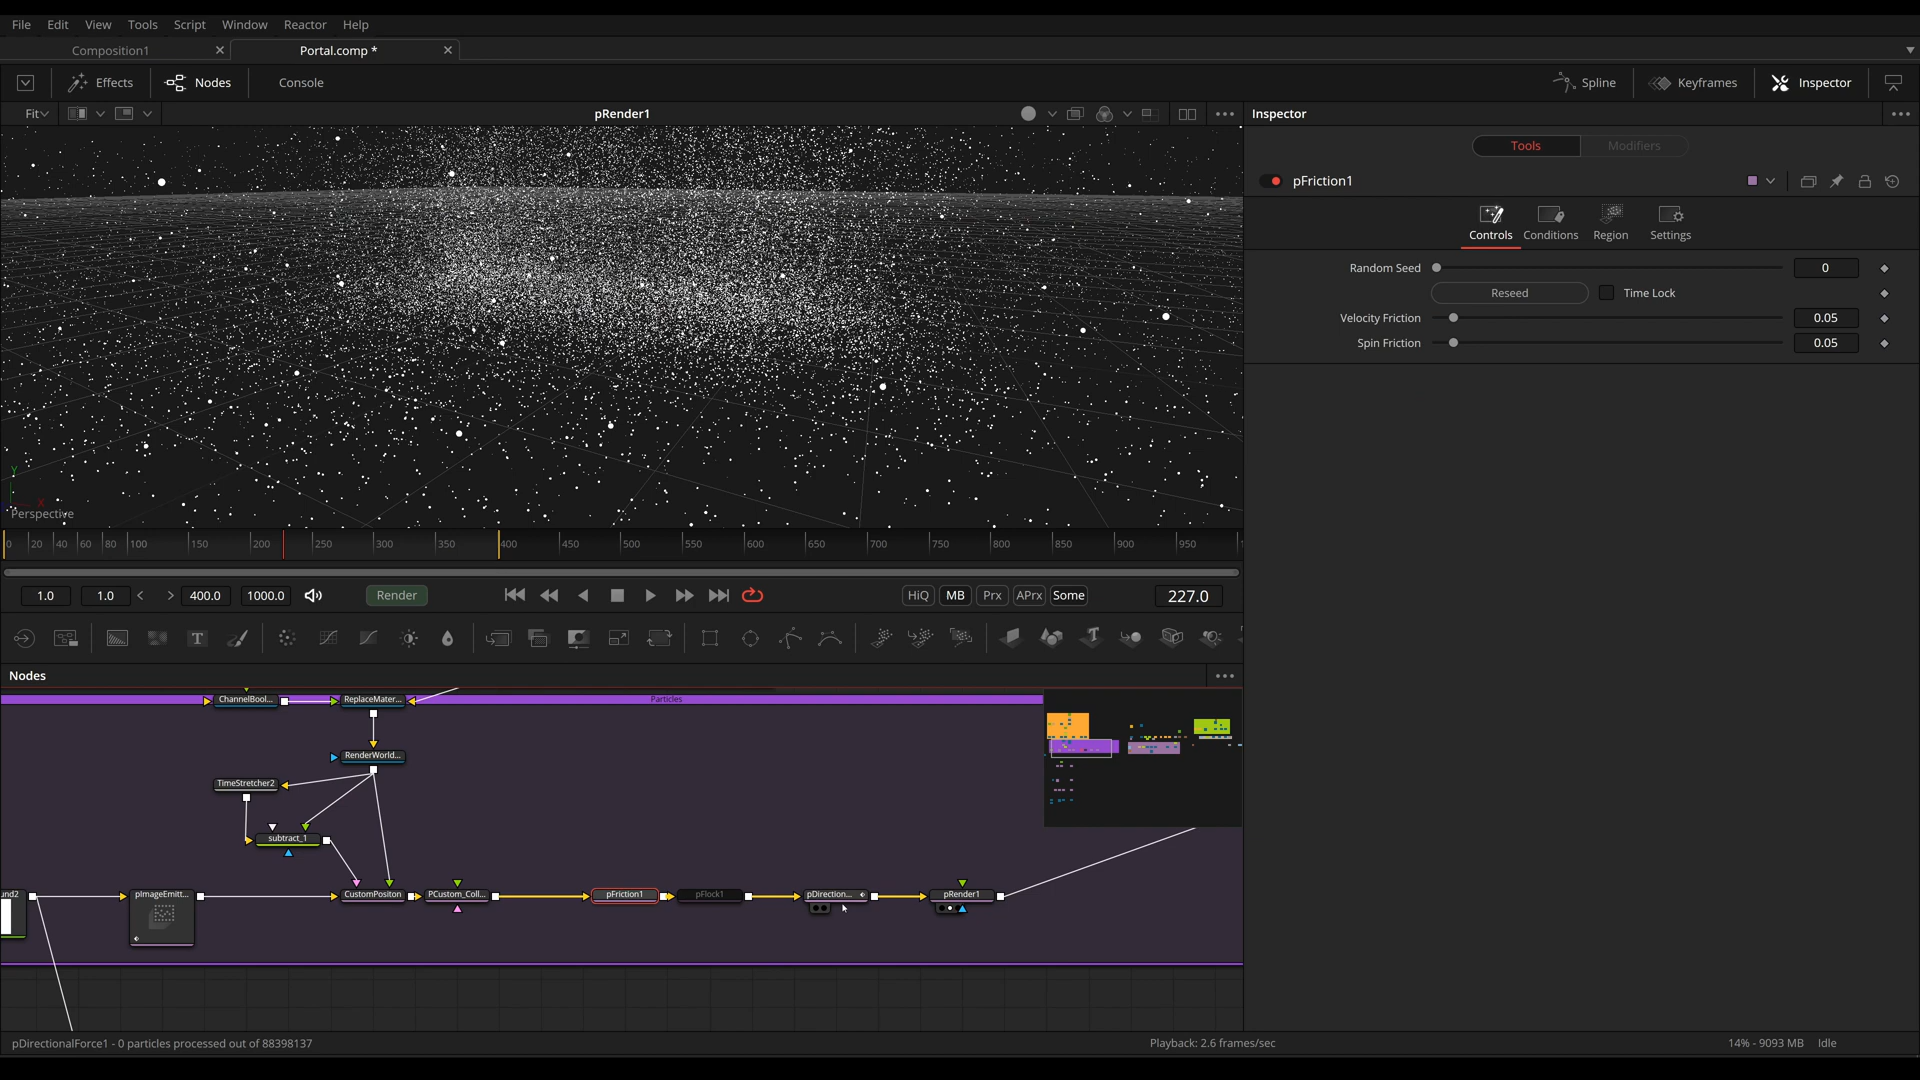 File Edit View Tools Script Window Reactor Help
Composition1 Portal.comp *
Effects Nodes Console Spline Keyframes Inspector
Fit pRender1 Inspector
Tools Modifiers
pFriction1
Controls Conditions Region Settings
Random Seed 0
Reseed Time Lock
Velocity Friction 0.05
Spin Friction 0.05
Y
X
Perspective
0 20 40 60 80 100 150 200 250 300 350 400 450 500 550 600 650 700 750 800 850 900 950
1.0 1.0 < > 400.0 1000.0 Render HiQ MB Prx APrx Some 227.0
Nodes
ChannelBool... ReplaceMater... Particles
RenderWorld...
TimeStretcher2
subtract_1
und2 pImageEmitt... CustomPositon PCustom_Coll... pFriction1 pFlock1 pDirection... pRender1
pDirectionalForce1 - 0 particles processed out of 88398137 Playback: 2.6 frames/sec 14% - 9093 MB Idle